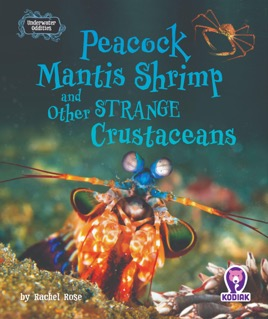 Underwater
Oddities
Peacock
Mantis Shrimp
and
Other STRANGE
Crustaceans
by Rachel Rose
KODIAK